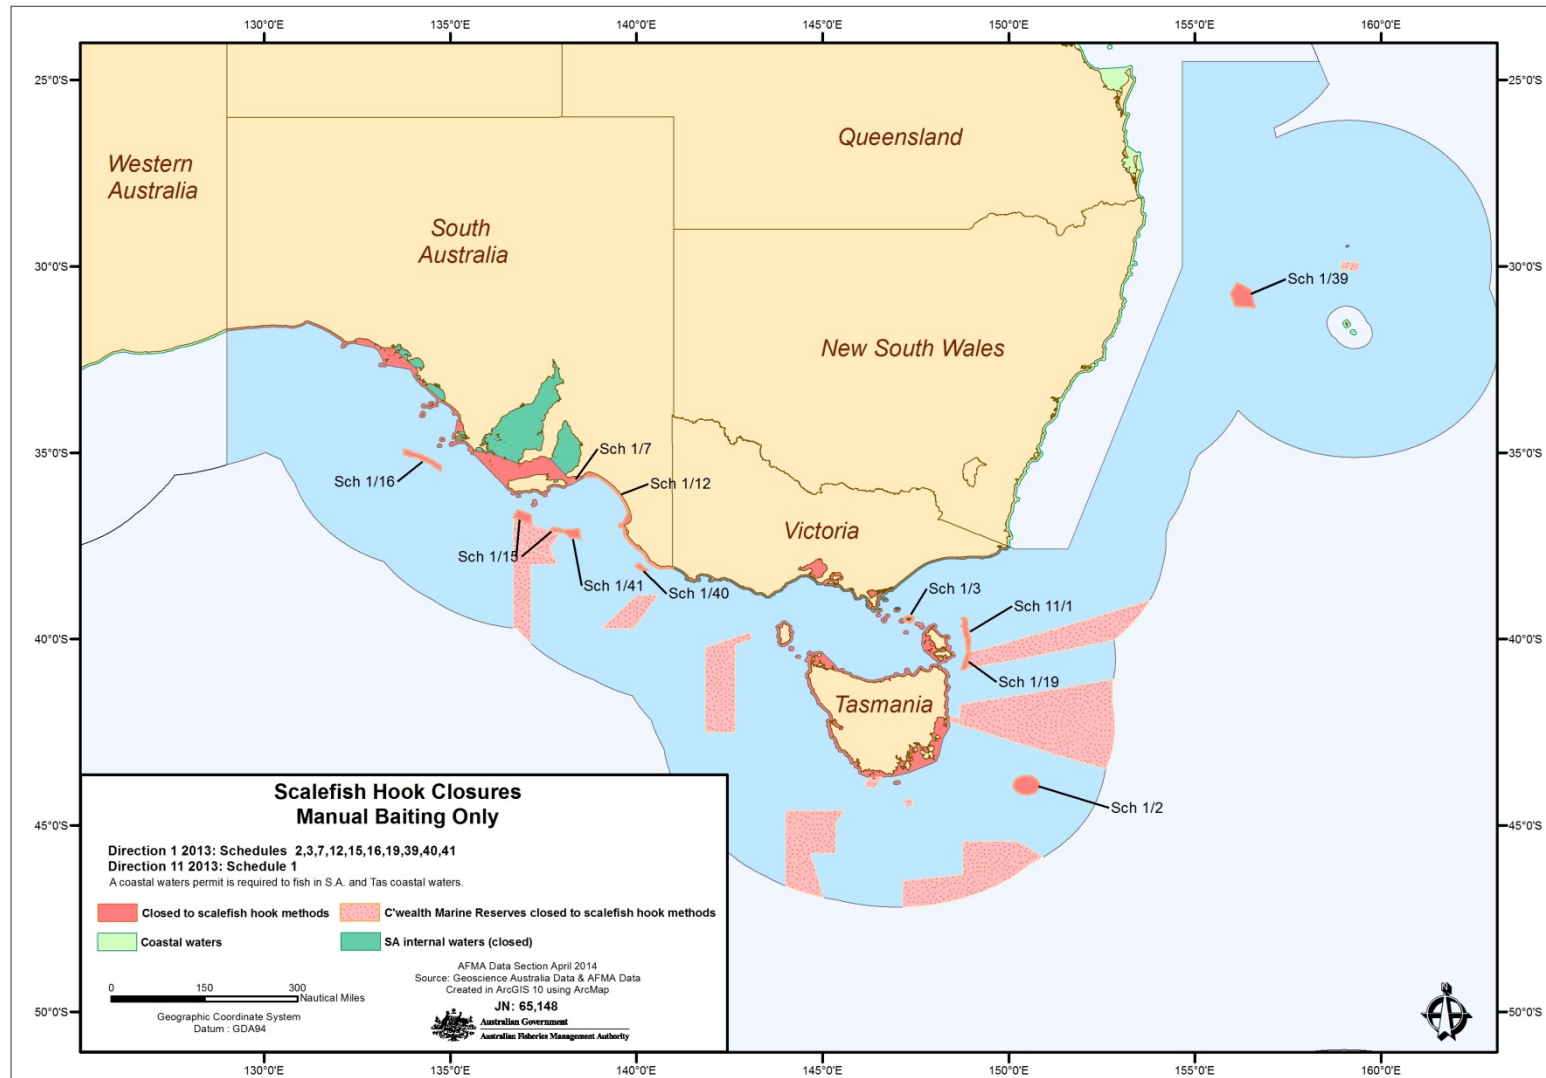 130°0'E 135°0'E 140°0'E 145°0'E 150°0'E 155°0'E 160°0'E
25°0'S 25°0'S
Queensland
Western
Australia
South
Australia
30°0'S 30°0'S
Sch 1/39
New South Wales
35°0'S 35°0'S
Sch 1/7
Sch 1/16
Sch 1/12
Victoria
Sch 1/15
Sch 1/41
Sch 1/40
Sch 1/3
Sch 11/1
40°0'S 40°0'S
Sch 1/19
Tasmania
Sch 1/2
45°0'S 45°0'S
Scalefish Hook Closures
Manual Baiting Only
Direction 1 2013: Schedules 2,3,7,12,15,16,19,39,40,41
Direction 11 2013: Schedule 1
A coastal waters permit is required to fish in S.A. and Tas coastal waters.
Closed to scalefish hook methods
C'wealth Marine Reserves closed to scalefish hook methods
Coastal waters
SA internal waters (closed)
0 150 300
Nautical Miles
Geographic Coordinate System
Datum : GDA94
AFMA Data Section April 2014
Source: Geoscience Australia Data & AFMA Data
Created in ArcGIS 10 using ArcMap
JN: 65,148
Australian Government
Australian Fisheries Management Authority
N
50°0'S 50°0'S
130°0'E 135°0'E 140°0'E 145°0'E 150°0'E 155°0'E 160°0'E